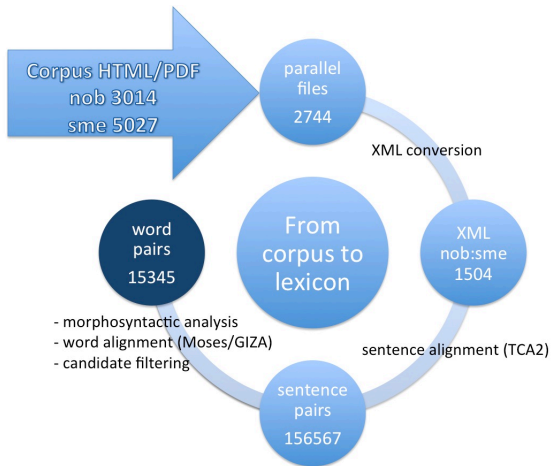 Corpus HTML/PDF
nob 3014
sme 5027
parallel
files
2744
XML conversion
XML
nob:sme
1504
sentence alignment (TCA2)
sentence
pairs
156567
- morphosyntactic analysis
- word alignment (Moses/GIZA)
- candidate filtering
word
pairs
15345
From
corpus to
lexicon